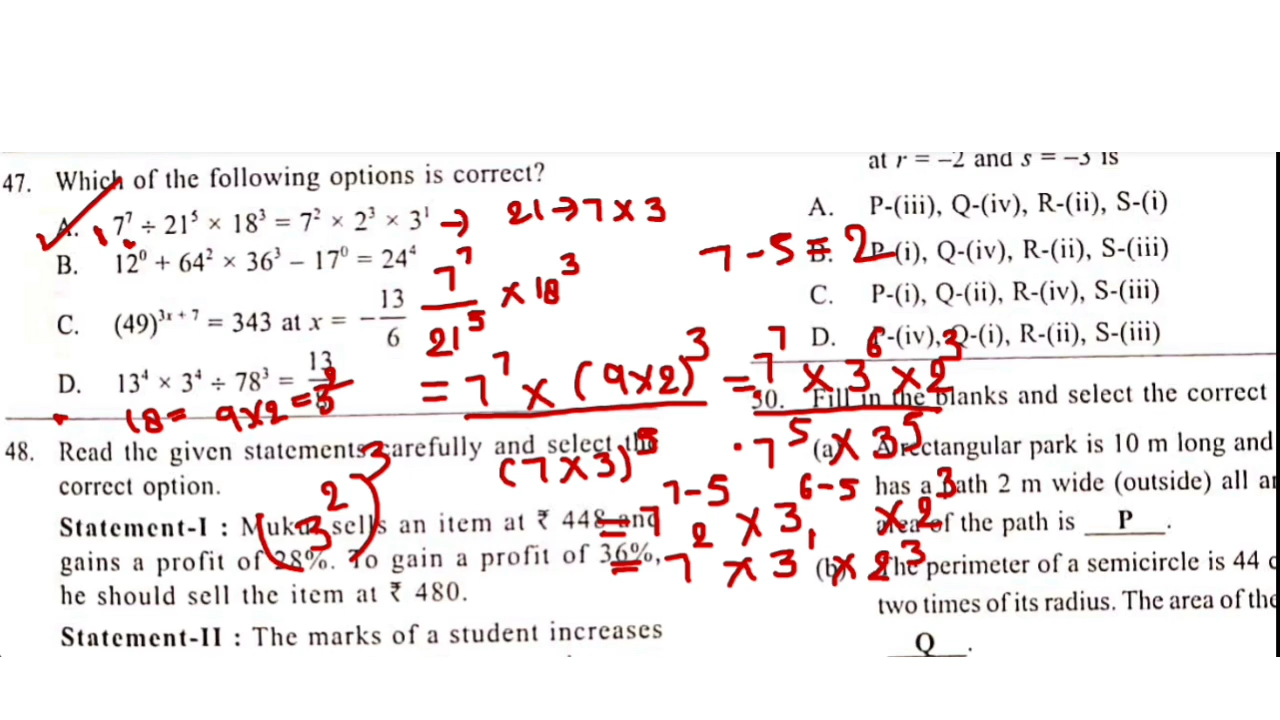 47. Which of the following options is correct?
A. 7⁷ ÷ 21⁵ × 18³ = 7² × 2³ × 3¹ → 21→7×3
B. 12⁰ + 64² × 36³ − 17⁰ = 24⁴
C. (49)³ˣ⁺⁷ = 343 at x = −13/6
D. 13⁴ × 3⁴ ÷ 78³ =
7⁷/21⁵ × 18³
= 7⁷ × (9×2)³ / (7×3)⁵ = 7⁷ × 3⁶ × 2³ / 7⁵ × 3⁵
18 = 9×2 =
(3²)³
= 7⁷⁻⁵ × 3⁶⁻⁵ × 2³
= 7² × 3¹ × 2³
48. Read the given statements carefully and select the
correct option.
Statement-I : sells an item at ₹ 448 and
gains a profit of 28%. To gain a profit of 36%,
he should sell the item at ₹ 480.
Statement-II : The marks of a student increases
at r = −2 and s = −3 is
A. P-(iii), Q-(iv), R-(ii), S-(i)
7−5 = 2
B. P-(i), Q-(iv), R-(ii), S-(iii)
C. P-(i), Q-(ii), R-(iv), S-(iii)
D. P-(iv), Q-(i), R-(ii), S-(iii)
50. Fill in the blanks and select the correct
(a) A rectangular park is 10 m long and
has a path 2 m wide (outside) all
area of the path is P .
(b) The perimeter of a semicircle is 44
two times of its radius. The area of the
Q .